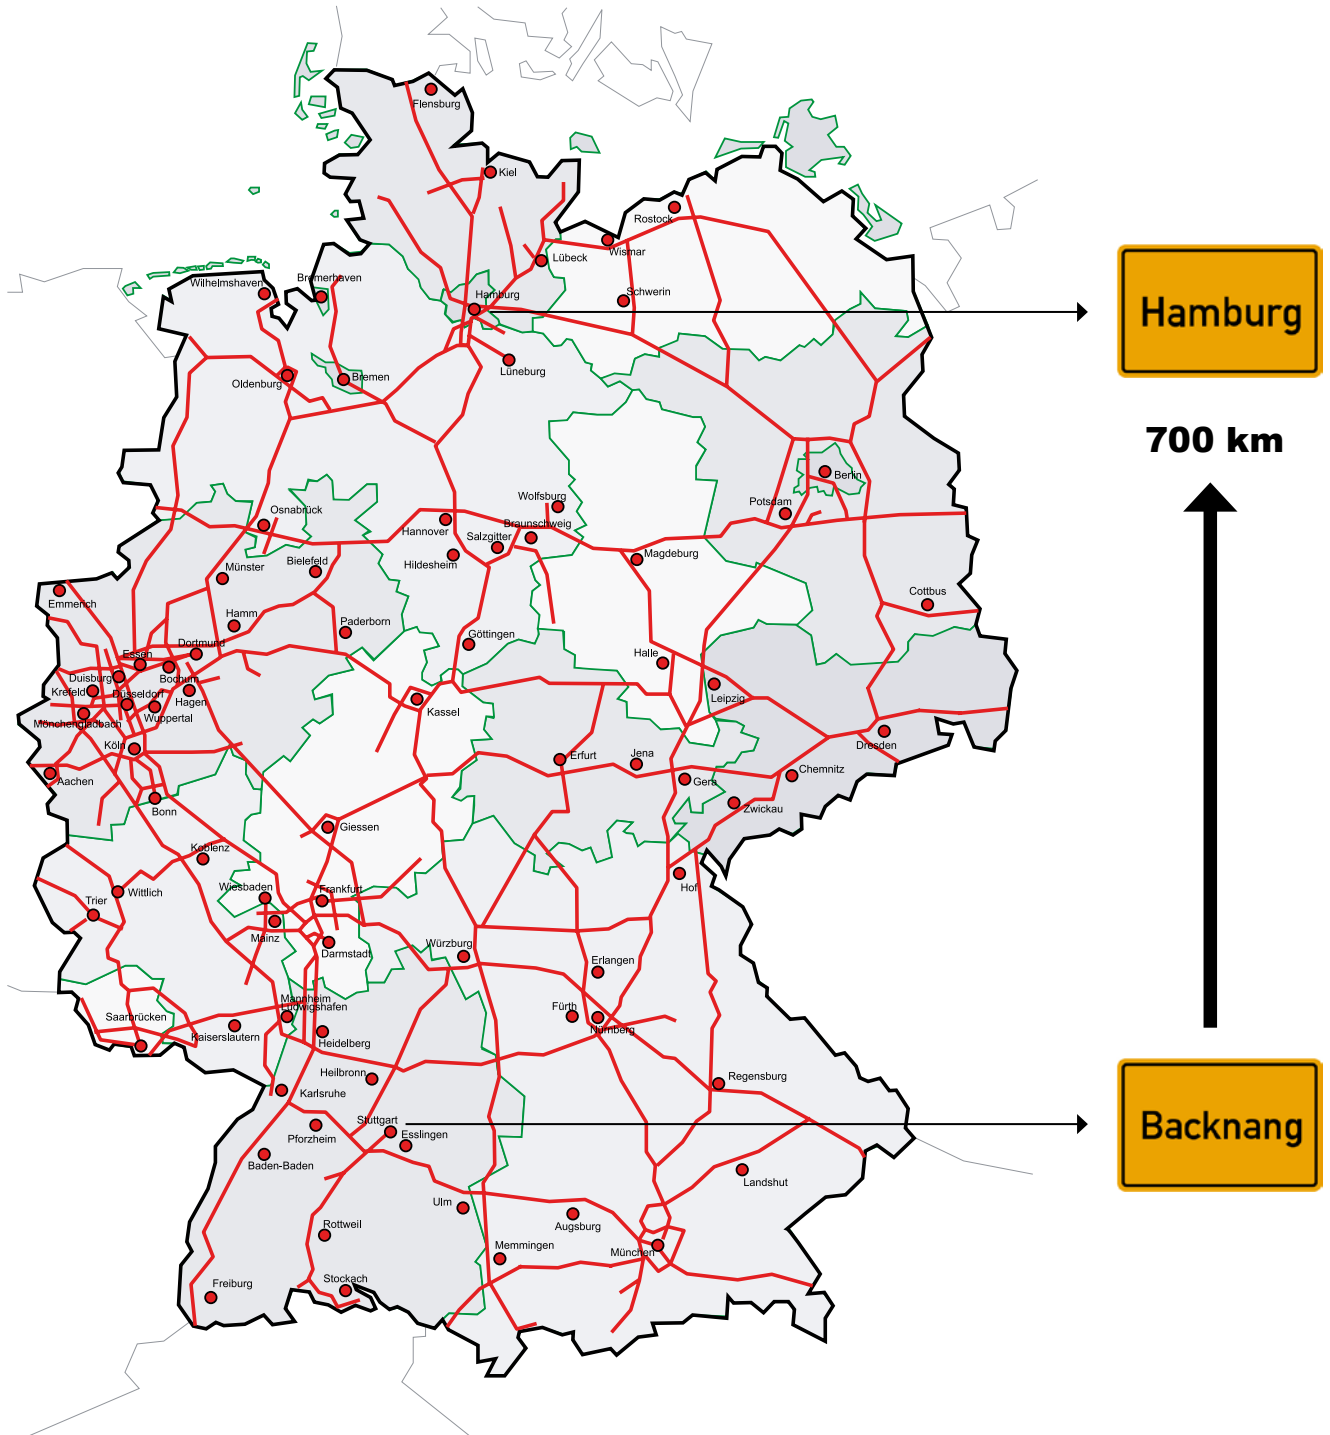 Flensburg
Kiel
Rostock
Wismar
Lübeck
Wilhelmshaven
Bremerhaven
Schwerin
Hamburg
Hamburg
Lüneburg
Oldenburg
Bremen
700 km
Berlin
Wolfsburg
Potsdam
Osnabrück
Braunschweig
Hannover
Salzgitter
Magdeburg
Hildesheim
Bielefeld
Münster
Cottbus
Emmerich
Hamm
Paderborn
Göttingen
Dortmund
Essen
Halle
Duisburg
Bochum
Krefeld
Düsseldorf
Hagen
Leipzig
Kassel
Wuppertal
Mönchengladbach
Köln
Dresden
Jena
Erfurt
Chemnitz
Aachen
Gera
Zwickau
Bonn
Giessen
Koblenz
Wiesbaden
Frankfurt
Hof
Wittlich
Trier
Mainz
Würzburg
Darmstadt
Erlangen
Mannheim
Ludwigshafen
Fürth
Saarbrücken
Nürnberg
Kaiserslautern
Heidelberg
Heilbronn
Regensburg
Karlsruhe
Stuttgart
Backnang
Esslingen
Pforzheim
Baden-Baden
Landshut
Ulm
Rottweil
Augsburg
Memmingen
München
Stockach
Freiburg